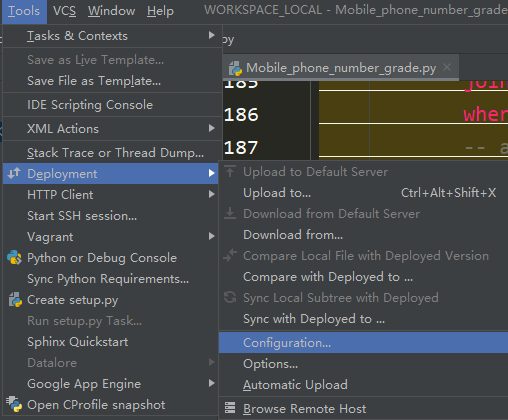 Tools VCS Window Help WORKSPACE_LOCAL - Mobile_phone_number_grade
Tasks & Contexts
Save as Live Template...
Save File as Template...
IDE Scripting Console
XML Actions
Stack Trace or Thread Dump...
Deployment
HTTP Client
Start SSH session...
Vagrant
Python or Debug Console
Sync Python Requirements...
Create setup.py
Run setup.py Task...
Sphinx Quickstart
Datalore
Google App Engine
Open CProfile snapshot
py
Mobile_phone_number_grade.py
185 join
186 wher
187 -- a
Upload to Default Server
Upload to... Ctrl+Alt+Shift+X
Download from Default Server
Download from...
Compare Local File with Deployed Version
Compare with Deployed to ...
Sync Local Subtree with Deployed
Sync with Deployed to ...
Configuration...
Options...
Automatic Upload
Browse Remote Host